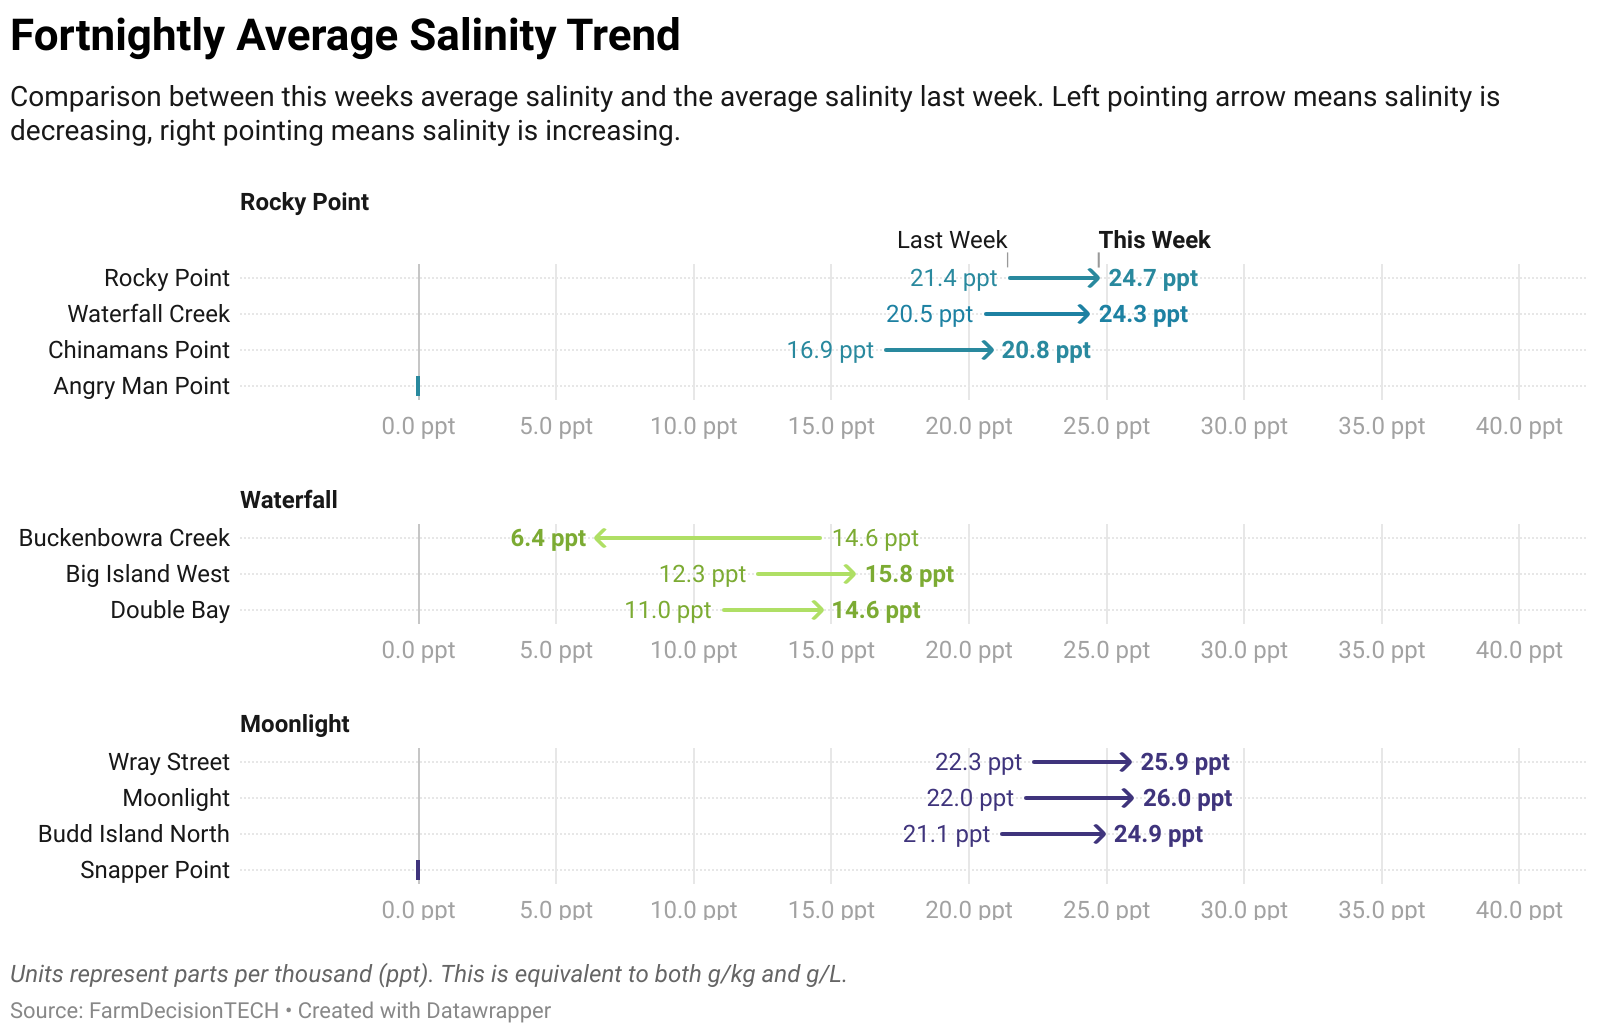 Fortnightly Average Salinity Trend
Comparison between this weeks average salinity and the average salinity last week. Left pointing arrow means salinity is
decreasing, right pointing means salinity is increasing.
Rocky Point
Last Week This Week
Rocky Point 21.4 ppt 24.7 ppt
Waterfall Creek 20.5 ppt 24.3 ppt
Chinamans Point 16.9 ppt 20.8 ppt
Angry Man Point
0.0 ppt 5.0 ppt 10.0 ppt 15.0 ppt 20.0 ppt 25.0 ppt 30.0 ppt 35.0 ppt 40.0 ppt
Waterfall
Buckenbowra Creek 6.4 ppt 14.6 ppt
Big Island West 12.3 ppt 15.8 ppt
Double Bay 11.0 ppt 14.6 ppt
0.0 ppt 5.0 ppt 10.0 ppt 15.0 ppt 20.0 ppt 25.0 ppt 30.0 ppt 35.0 ppt 40.0 ppt
Moonlight
Wray Street 22.3 ppt 25.9 ppt
Moonlight 22.0 ppt 26.0 ppt
Budd Island North 21.1 ppt 24.9 ppt
Snapper Point
0.0 ppt 5.0 ppt 10.0 ppt 15.0 ppt 20.0 ppt 25.0 ppt 30.0 ppt 35.0 ppt 40.0 ppt
Units represent parts per thousand (ppt). This is equivalent to both g/kg and g/L.
Source: FarmDecisionTECH • Created with Datawrapper